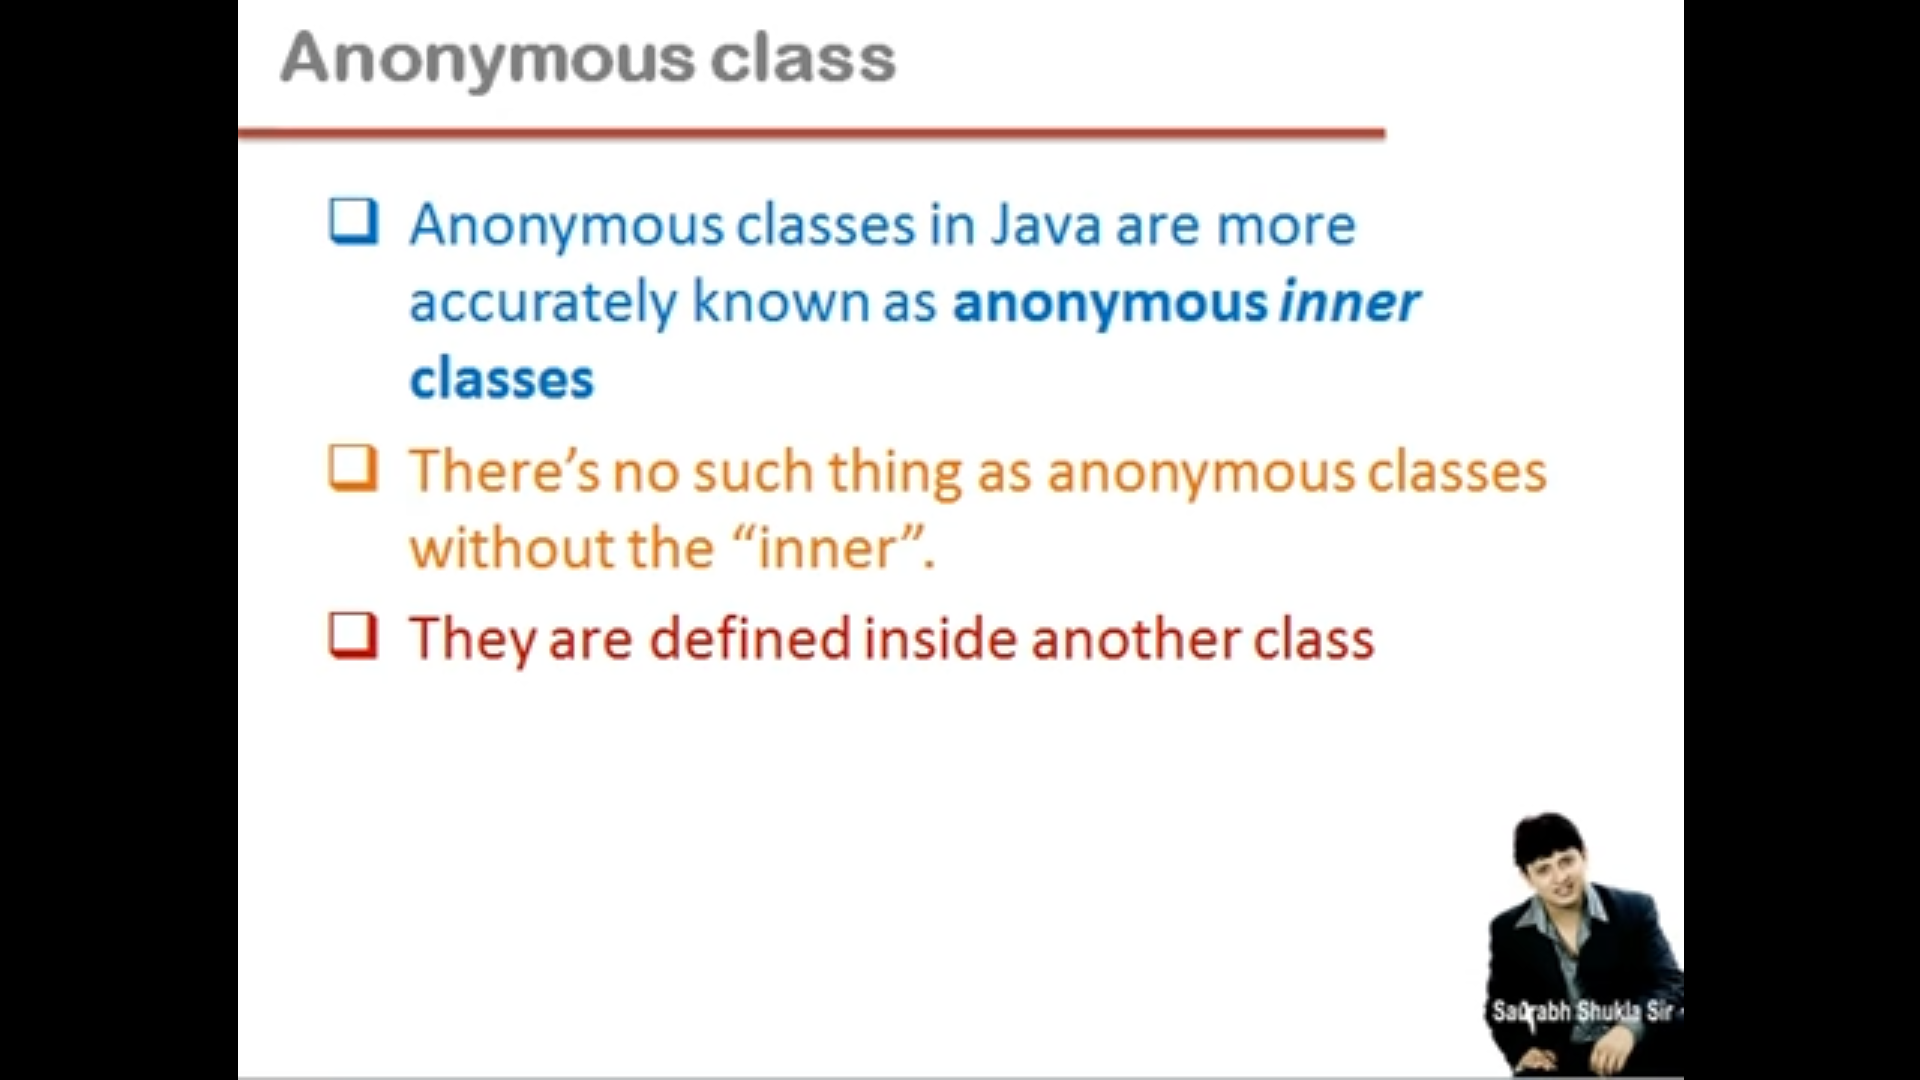 Anonymous class
Anonymous classes in Java are more
accurately known as anonymous inner
classes
There's no such thing as anonymous classes
without the “inner”.
They are defined inside another class
Saurabh Shukla Sir